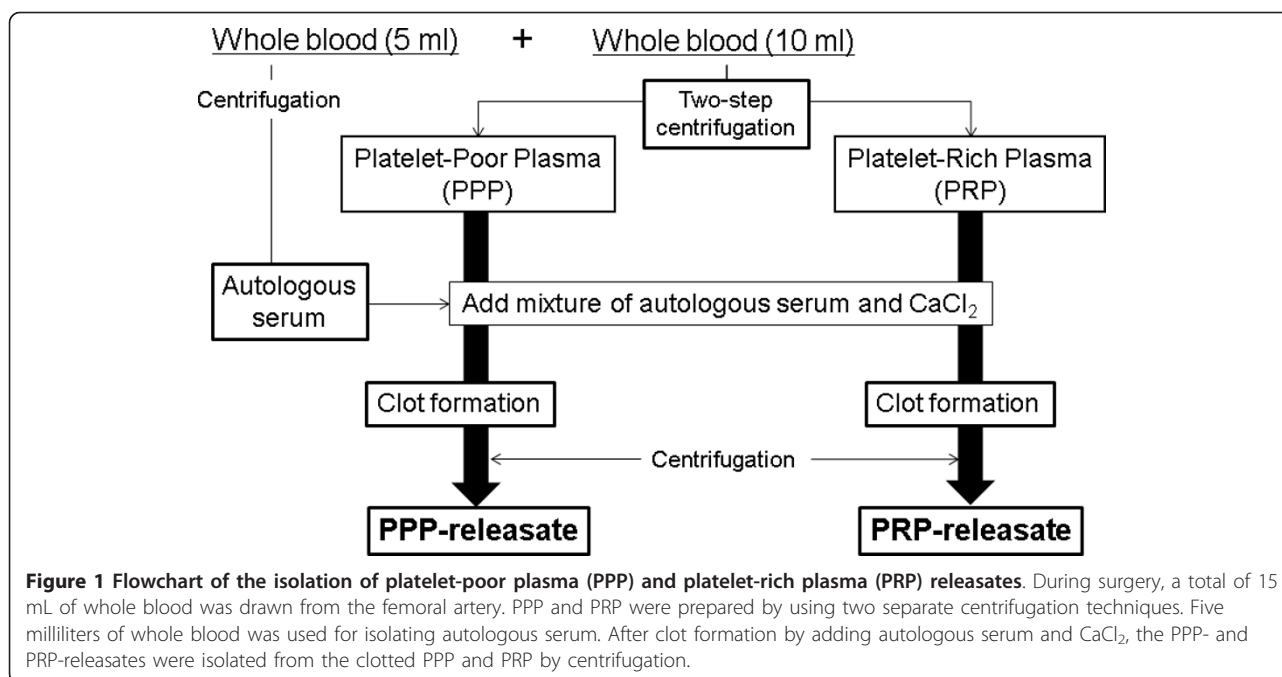 Whole blood (5 ml) + Whole blood (10 ml)
Centrifugation
Two-step
centrifugation
Platelet-Poor Plasma
(PPP)
Platelet-Rich Plasma
(PRP)
Autologous
serum
Add mixture of autologous serum and CaCl₂
Clot formation
Clot formation
Centrifugation
PPP-releasate
PRP-releasate
Figure 1 Flowchart of the isolation of platelet-poor plasma (PPP) and platelet-rich plasma (PRP) releasates. During surgery, a total of 15
mL of whole blood was drawn from the femoral artery. PPP and PRP were prepared by using two separate centrifugation techniques. Five
milliliters of whole blood was used for isolating autologous serum. After clot formation by adding autologous serum and CaCl₂, the PPP- and
PRP-releasates were isolated from the clotted PPP and PRP by centrifugation.